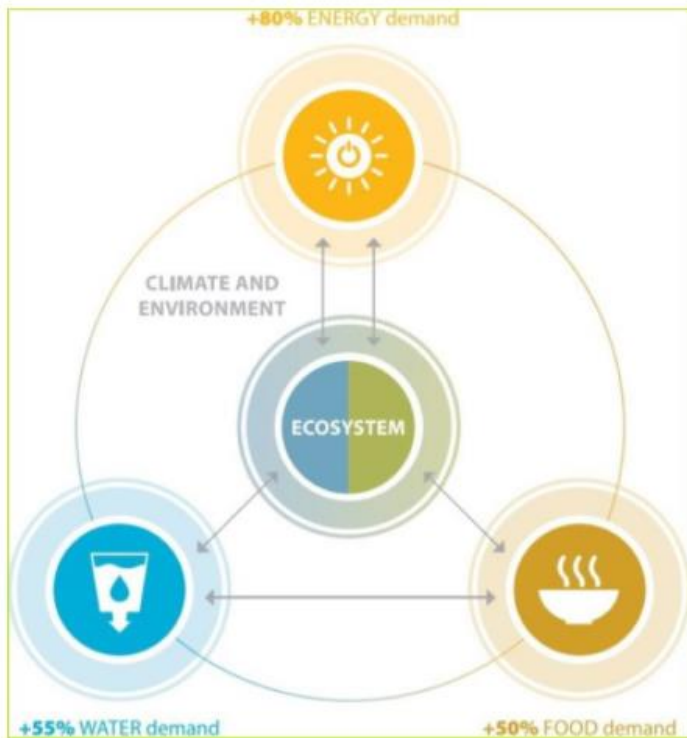 +80% ENERGY demand
CLIMATE AND
ENVIRONMENT
ECOSYSTEM
+55% WATER demand
+50% FOOD demand